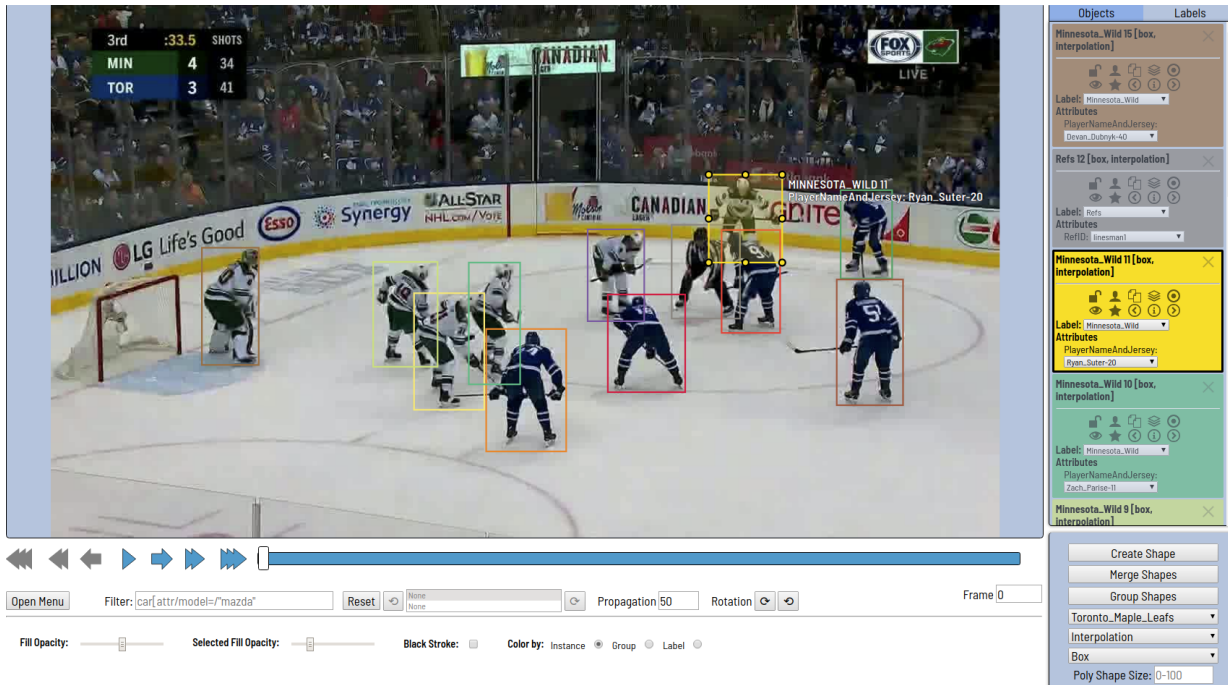 3rd :33.5 SHOTS
MIN 4 34
TOR 3 41
CANADIAN
FOX
SPORTS
LIVE
MINNESOTA_WILD 11
PlayerNameAndJersey: Ryan_Suter-20
ILLION
LG Life's Good
ESSO
Synergy
ALL-STAR
NHL.COM/VOTE
Molson
CANADIAN
LAGER
51
Objects Labels
Minnesota_Wild 15 [box, interpolation]
Label: Minnesota_Wild
Attributes
PlayerNameAndJersey:
Devan_Dubnyk-40
Refs 12 [box, interpolation]
Label: Refs
Attributes
RefID: linesman1
Minnesota_Wild 11 [box, interpolation]
Label: Minnesota_Wild
Attributes
PlayerNameAndJersey:
Ryan_Suter-20
Minnesota_Wild 10 [box, interpolation]
Label: Minnesota_Wild
Attributes
PlayerNameAndJersey:
Zach_Parise-11
Minnesota_Wild 9 [box, interpolation]
Open Menu Filter: car[attr/model=/"mazda" Reset None None Propagation 50 Rotation Frame 0
Fill Opacity: Selected Fill Opacity: Black Stroke: Color by: Instance Group Label
Create Shape
Merge Shapes
Group Shapes
Toronto_Maple_Leafs
Interpolation
Box
Poly Shape Size: 0-100